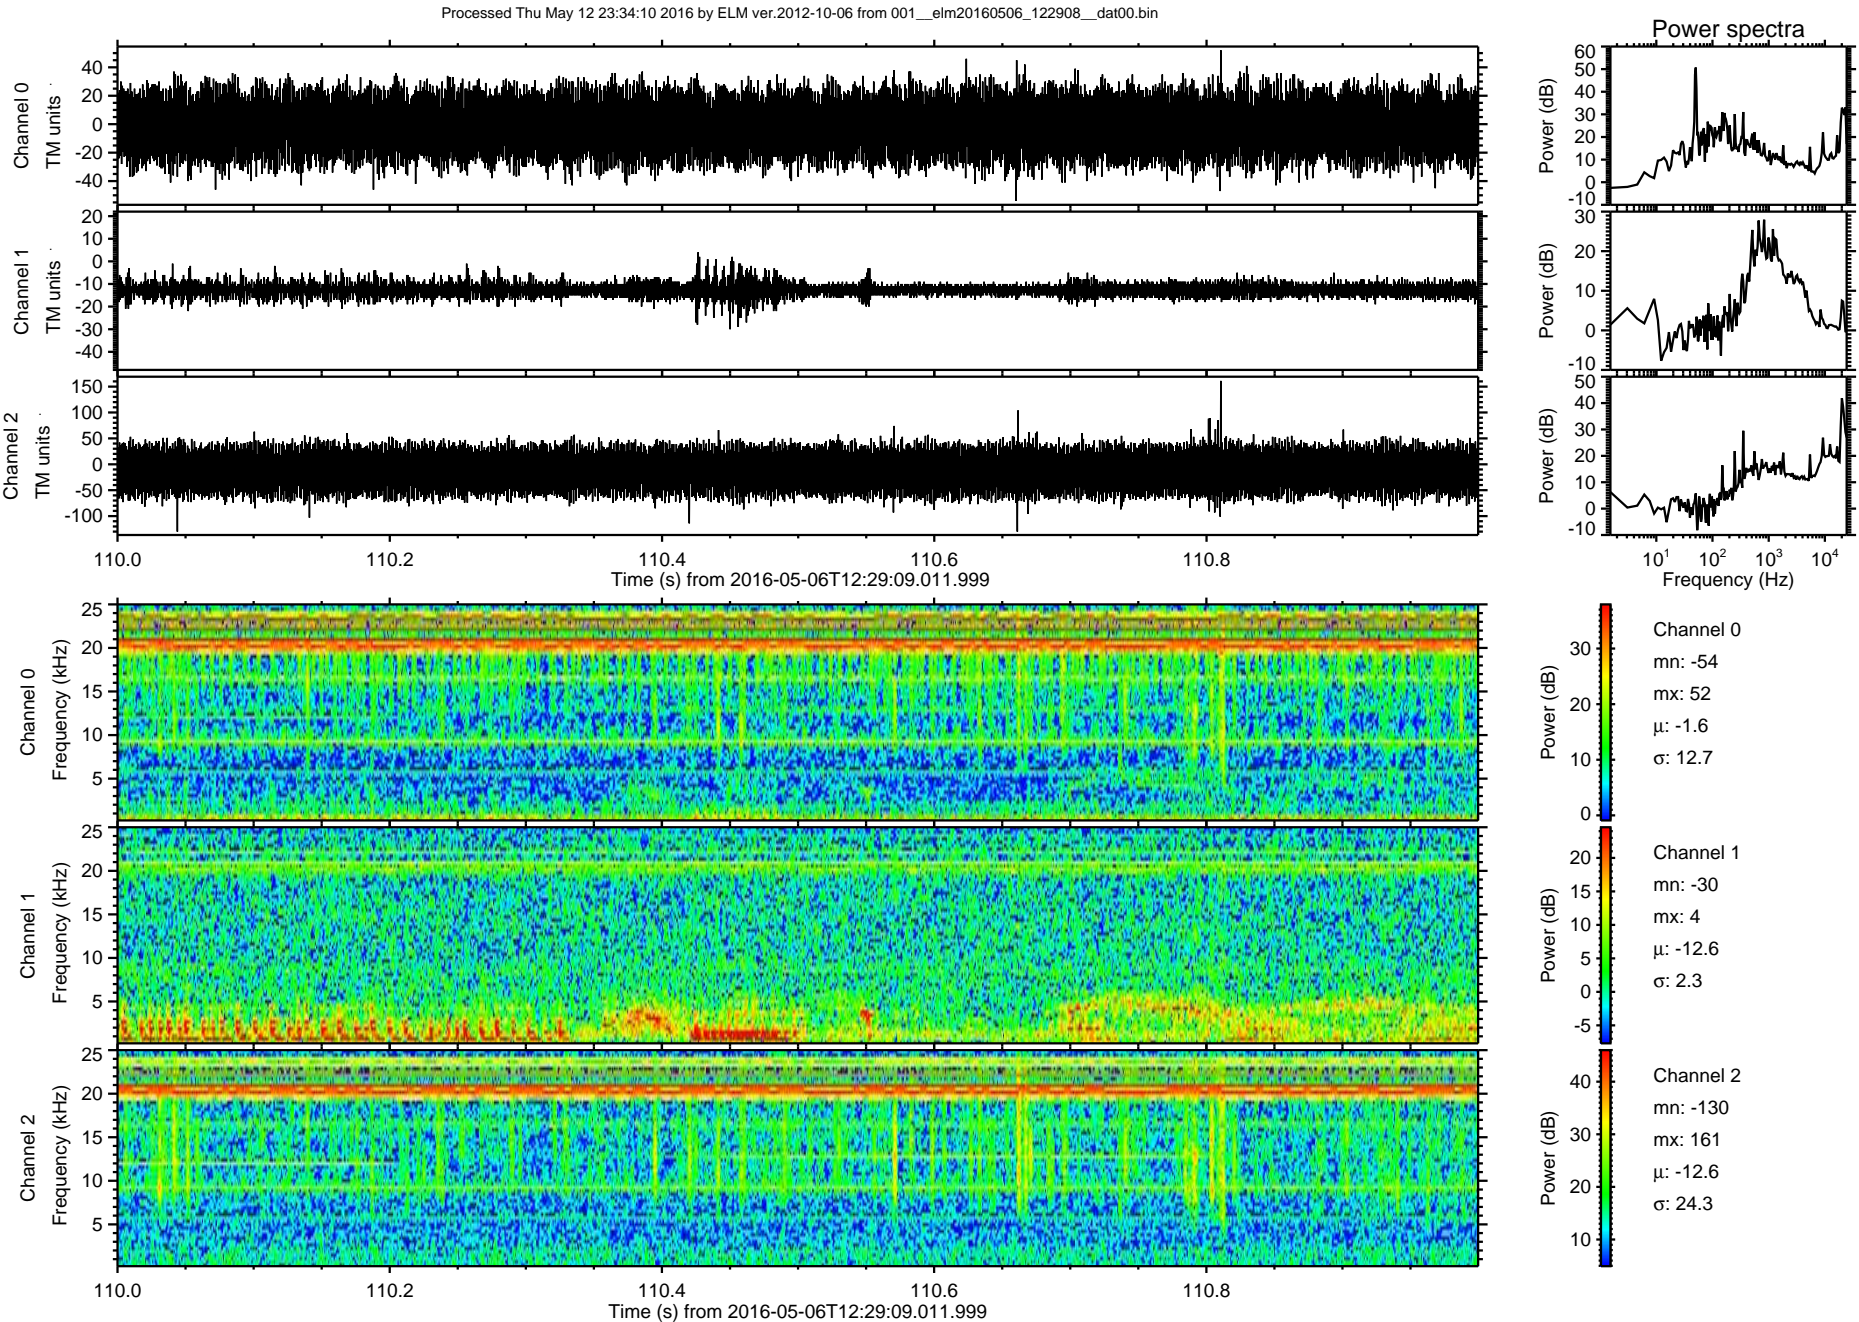 Processed Thu May 12 23:34:10 2016 by ELM ver.2012-10-06 from 001__elm20160506_122908__dat00.bin
Power spectra
Channel 0
TM units
40
20
0
-20
-40
Power (dB)
60
50
40
30
20
10
0
-10
Channel 1
TM units
20
10
0
-10
-20
-30
-40
Power (dB)
30
20
10
0
-10
Channel 2
TM units
150
100
50
0
-50
-100
Power (dB)
50
40
30
20
10
0
-10
110.0 110.2 110.4 110.6 110.8
Time (s) from 2016-05-06T12:29:09.011.999
10^1 10^2 10^3 10^4
Frequency (Hz)
Channel 0
Frequency (kHz)
25
20
15
10
5
Power (dB)
30
20
10
0
Channel 0
mn: -54
mx: 52
μ: -1.6
σ: 12.7
Channel 1
Frequency (kHz)
25
20
15
10
5
Power (dB)
20
15
10
5
0
-5
Channel 1
mn: -30
mx: 4
μ: -12.6
σ: 2.3
Channel 2
Frequency (kHz)
25
20
15
10
5
Power (dB)
40
30
20
10
Channel 2
mn: -130
mx: 161
μ: -12.6
σ: 24.3
110.0 110.2 110.4 110.6 110.8
Time (s) from 2016-05-06T12:29:09.011.999